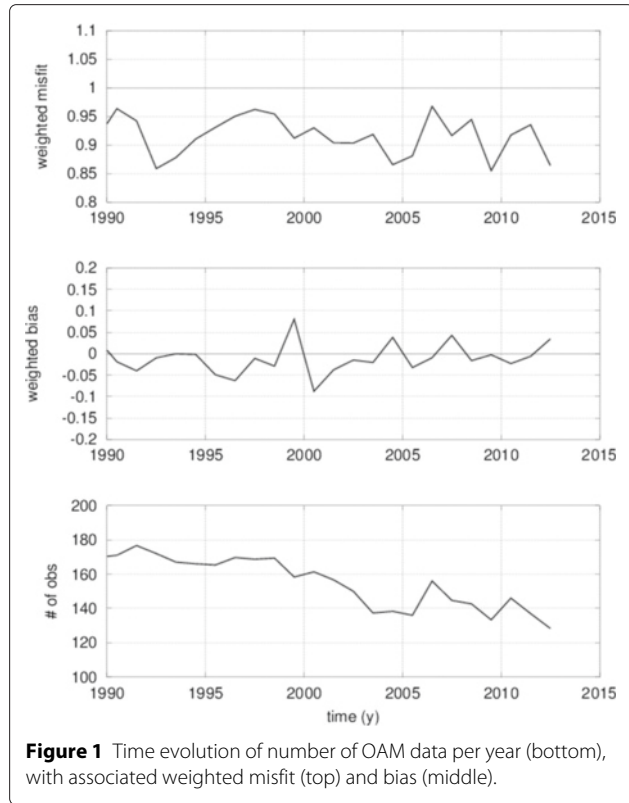 1.1
1.05
1
0.95
0.9
0.85
0.8
weighted misfit
1990 1995 2000 2005 2010 2015
0.2
0.15
0.1
0.05
0
-0.05
-0.1
-0.15
-0.2
weighted bias
1990 1995 2000 2005 2010 2015
200
180
160
140
120
100
# of obs
1990 1995 2000 2005 2010 2015
time (y)
Figure 1 Time evolution of number of OAM data per year (bottom),
with associated weighted misfit (top) and bias (middle).